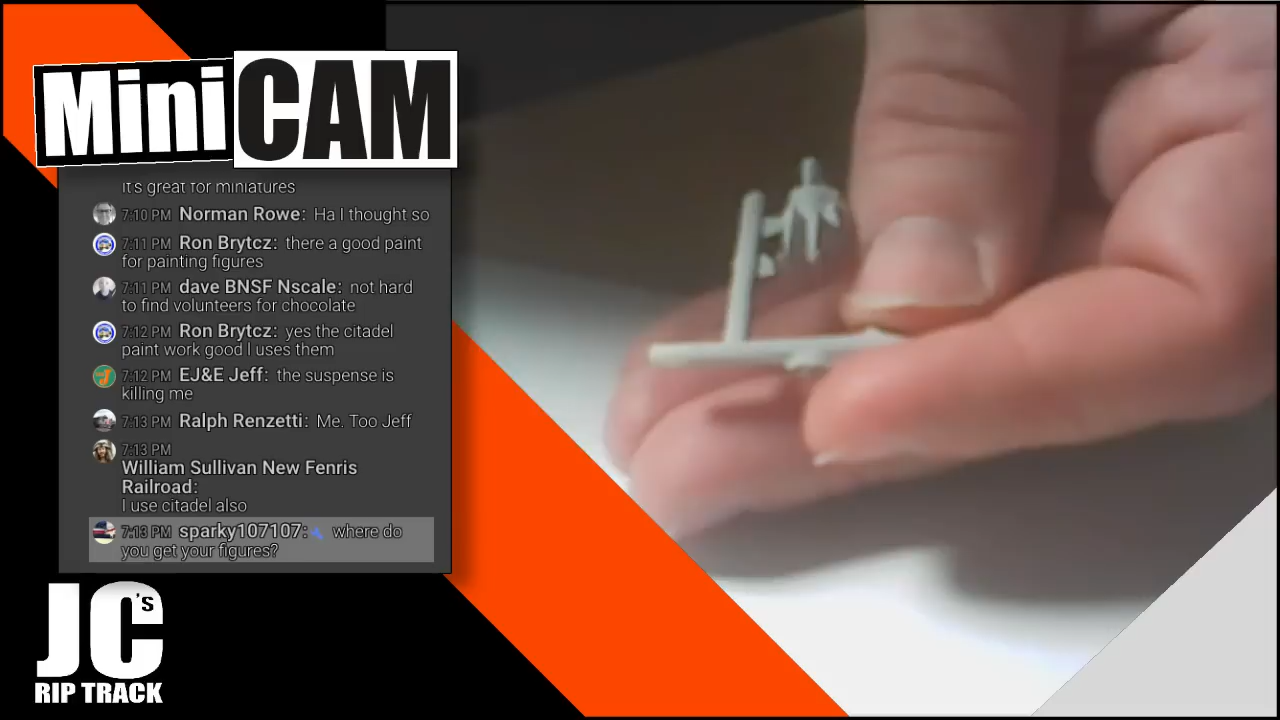 MiniCAM
it's great for miniatures
7:10 PM Norman Rowe: Ha I thought so
7:11 PM Ron Brytcz: there a good paint
for painting figures
7:11 PM dave BNSF Nscale: not hard
to find volunteers for chocolate
7:12 PM Ron Brytcz: yes the citadel
paint work good I uses them
7:12 PM EJ&E Jeff: the suspense is
killing me
7:13 PM Ralph Renzetti: Me. Too Jeff
7:13 PM
William Sullivan New Fenris
Railroad:
I use citadel also
7:13 PM sparky107107: where do
you get your figures?
JC's
RIP TRACK